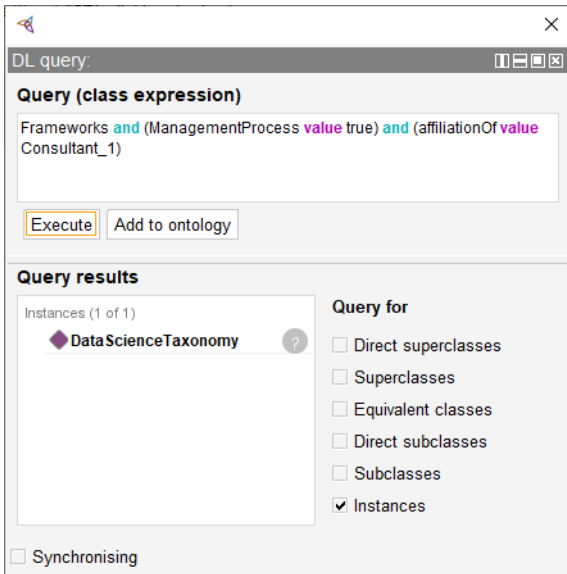 DL query:
Query (class expression)
Frameworks and (ManagementProcess value true) and (affiliationOf value
Consultant_1)
Execute
Add to ontology
Query results
Instances (1 of 1)
DataScienceTaxonomy
?
Query for
Direct superclasses
Superclasses
Equivalent classes
Direct subclasses
Subclasses
Instances
Synchronising